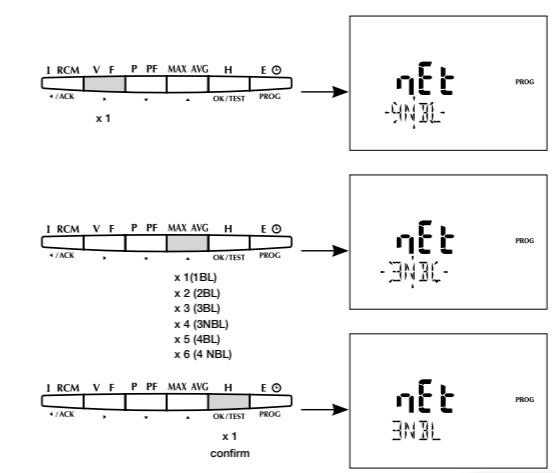 I RCM V F P PF MAX AVG H E
/ACK OK/TEST PROG
x 1
nEt
PROG
-4NBL-
I RCM V F P PF MAX AVG H E
/ACK OK/TEST PROG
x 1(1BL)
x 2 (2BL)
x 3 (3BL)
x 4 (3NBL)
x 5 (4BL)
x 6 (4 NBL)
nEt
PROG
I RCM V F P PF MAX AVG H E
/ACK OK/TEST PROG
x 1
confirm
nEt
PROG
3NBL